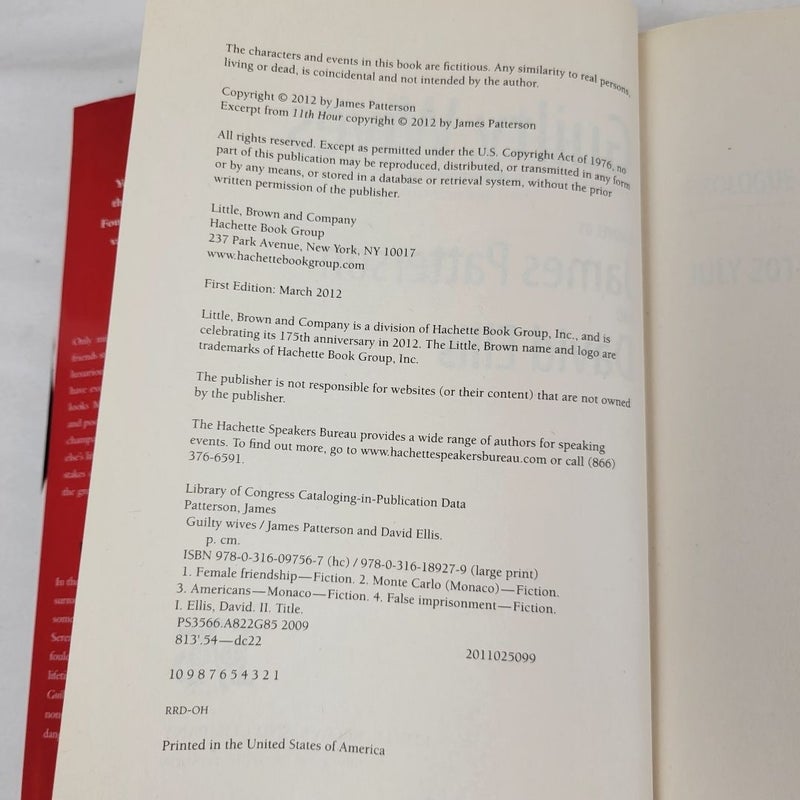 The characters and events in this book are fictitious. Any similarity to real persons,
living or dead, is coincidental and not intended by the author.
Copyright © 2012 by James Patterson
Excerpt from 11th Hour copyright © 2012 by James Patterson
All rights reserved. Except as permitted under the U.S. Copyright Act of 1976, no
part of this publication may be reproduced, distributed, or transmitted in any form
or by any means, or stored in a database or retrieval system, without the prior
written permission of the publisher.
Little, Brown and Company
Hachette Book Group
237 Park Avenue, New York, NY 10017
www.hachettebookgroup.com
First Edition: March 2012
Little, Brown and Company is a division of Hachette Book Group, Inc., and is
celebrating its 175th anniversary in 2012. The Little, Brown name and logo are
trademarks of Hachette Book Group, Inc.
The publisher is not responsible for websites (or their content) that are not owned
by the publisher.
The Hachette Speakers Bureau provides a wide range of authors for speaking
events. To find out more, go to www.hachettespeakersbureau.com or call (866)
376-6591.
Library of Congress Cataloging-in-Publication Data
Patterson, James
Guilty wives / James Patterson and David Ellis.
p. cm.
ISBN 978-0-316-09756-7 (hc) / 978-0-316-18927-9 (large print)
1. Female friendship—Fiction. 2. Monte Carlo (Monaco)—Fiction.
3. Americans—Monaco—Fiction. 4. False imprisonment—Fiction.
I. Ellis, David. II. Title.
PS3566.A822G85 2009
813'.54—dc22
2011025099
10 9 8 7 6 5 4 3 2 1
RRD-OH
Printed in the United States of America